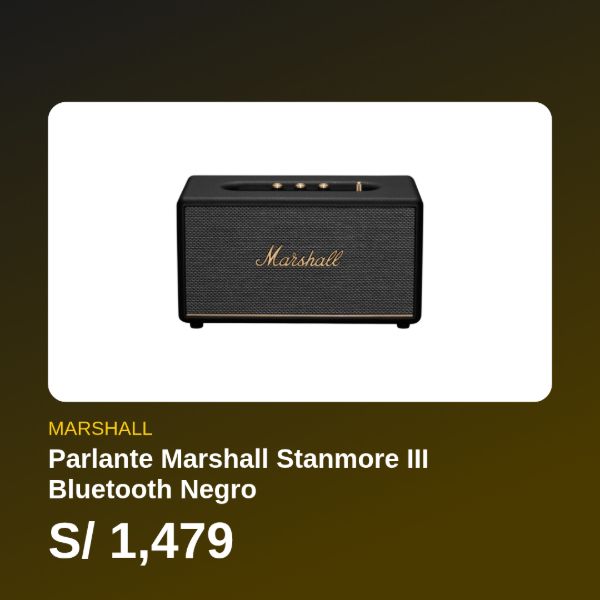 Marshall
MARSHALL
Parlante Marshall Stanmore III
Bluetooth Negro
S/ 1,479